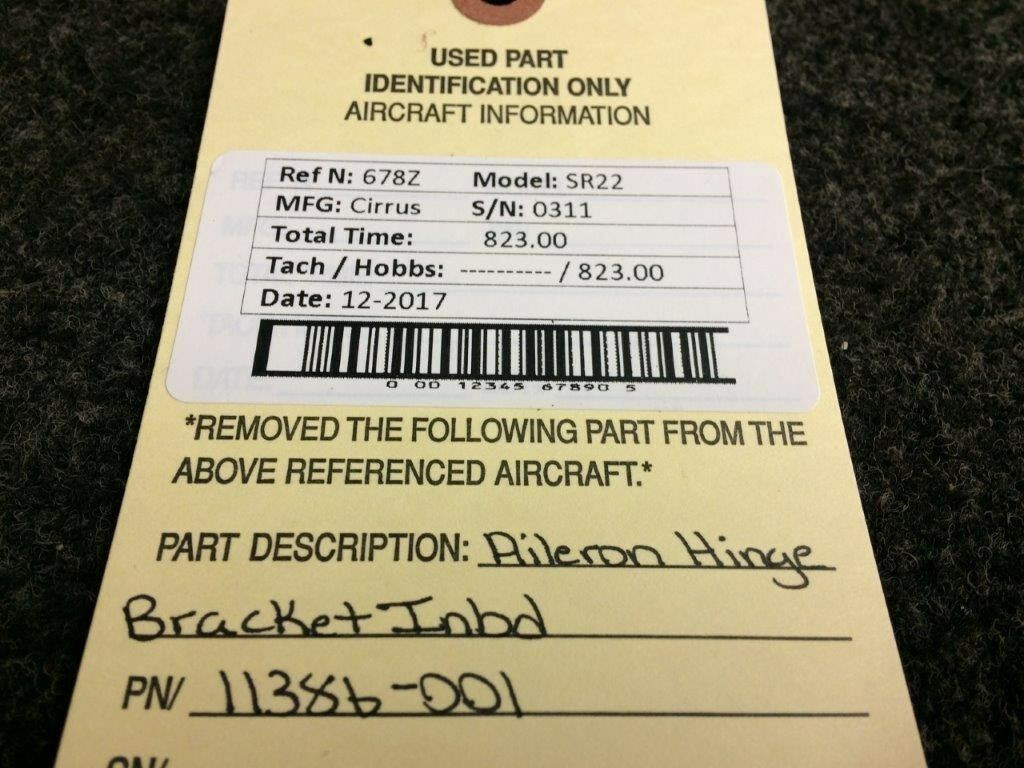 USED PART
IDENTIFICATION ONLY
AIRCRAFT INFORMATION
Ref N: 678Z Model: SR22
MFG: Cirrus S/N: 0311
Total Time: 823.00
Tach / Hobbs: ---------- / 823.00
Date: 12-2017
0 00 12345 67890 5
*REMOVED THE FOLLOWING PART FROM THE
ABOVE REFERENCED AIRCRAFT.*
PART DESCRIPTION: Aileron Hinge
Bracket Inbd
PN/ 11386-001